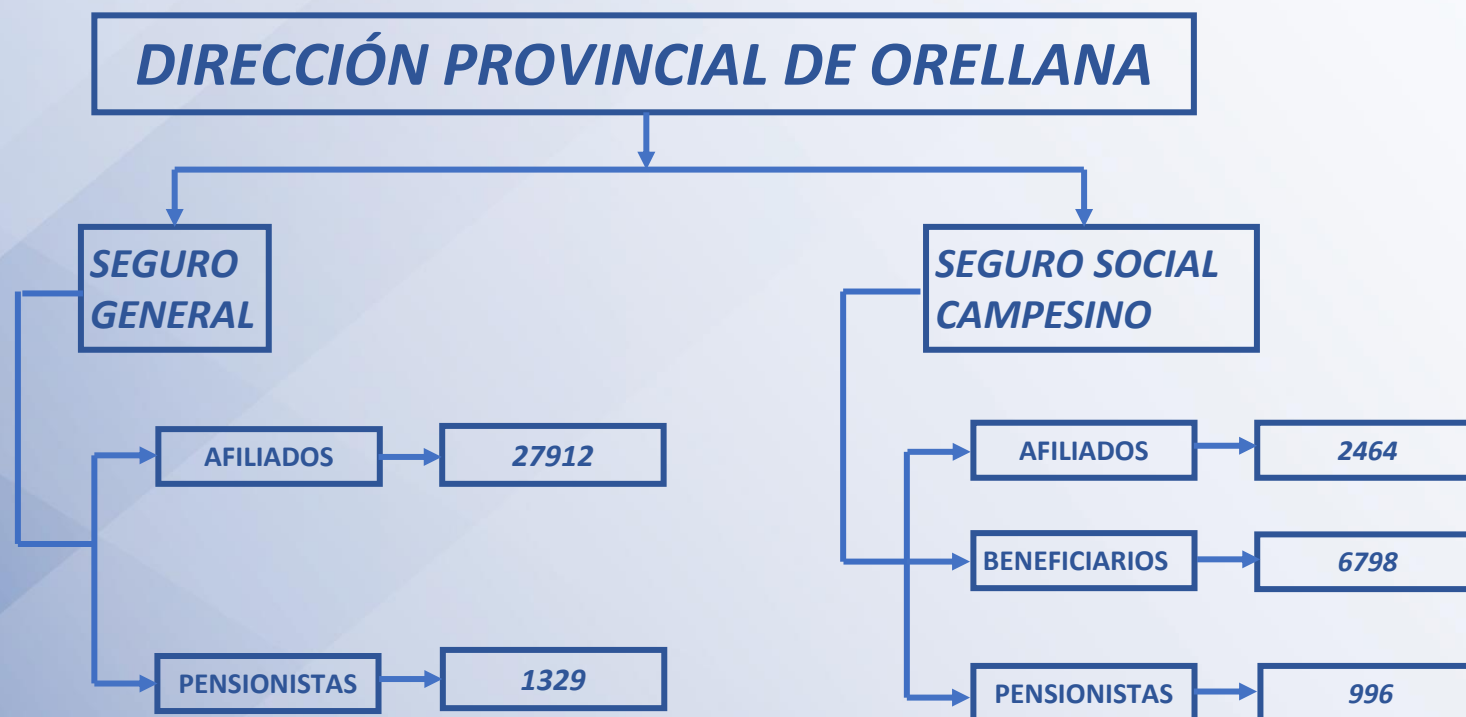 DIRECCIÓN PROVINCIAL DE ORELLANA
SEGURO
GENERAL
AFILIADOS
27912
PENSIONISTAS
1329
SEGURO SOCIAL
CAMPESINO
AFILIADOS
2464
BENEFICIARIOS
6798
PENSIONISTAS
996